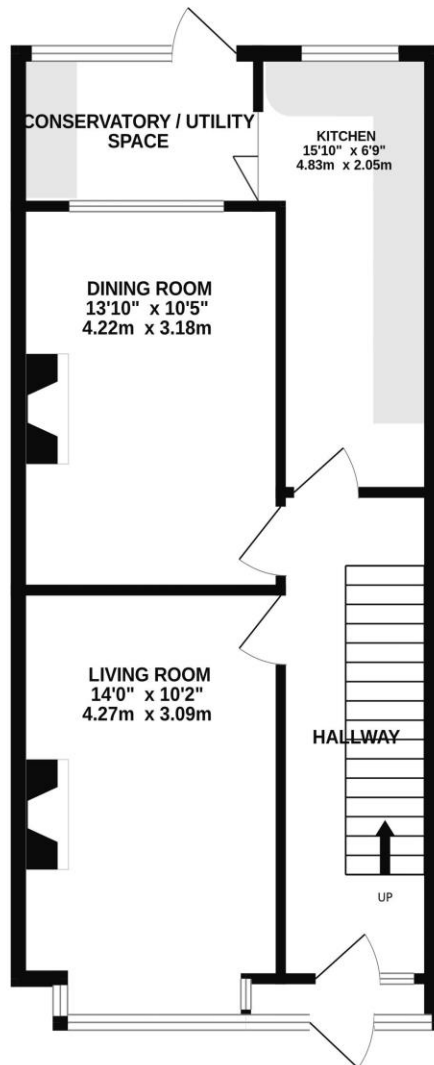 CONSERVATORY / UTILITY
SPACE
KITCHEN
15'10" x 6'9"
4.83m x 2.05m
DINING ROOM
13'10" x 10'5"
4.22m x 3.18m
LIVING ROOM
14'0" x 10'2"
4.27m x 3.09m
HALLWAY
UP